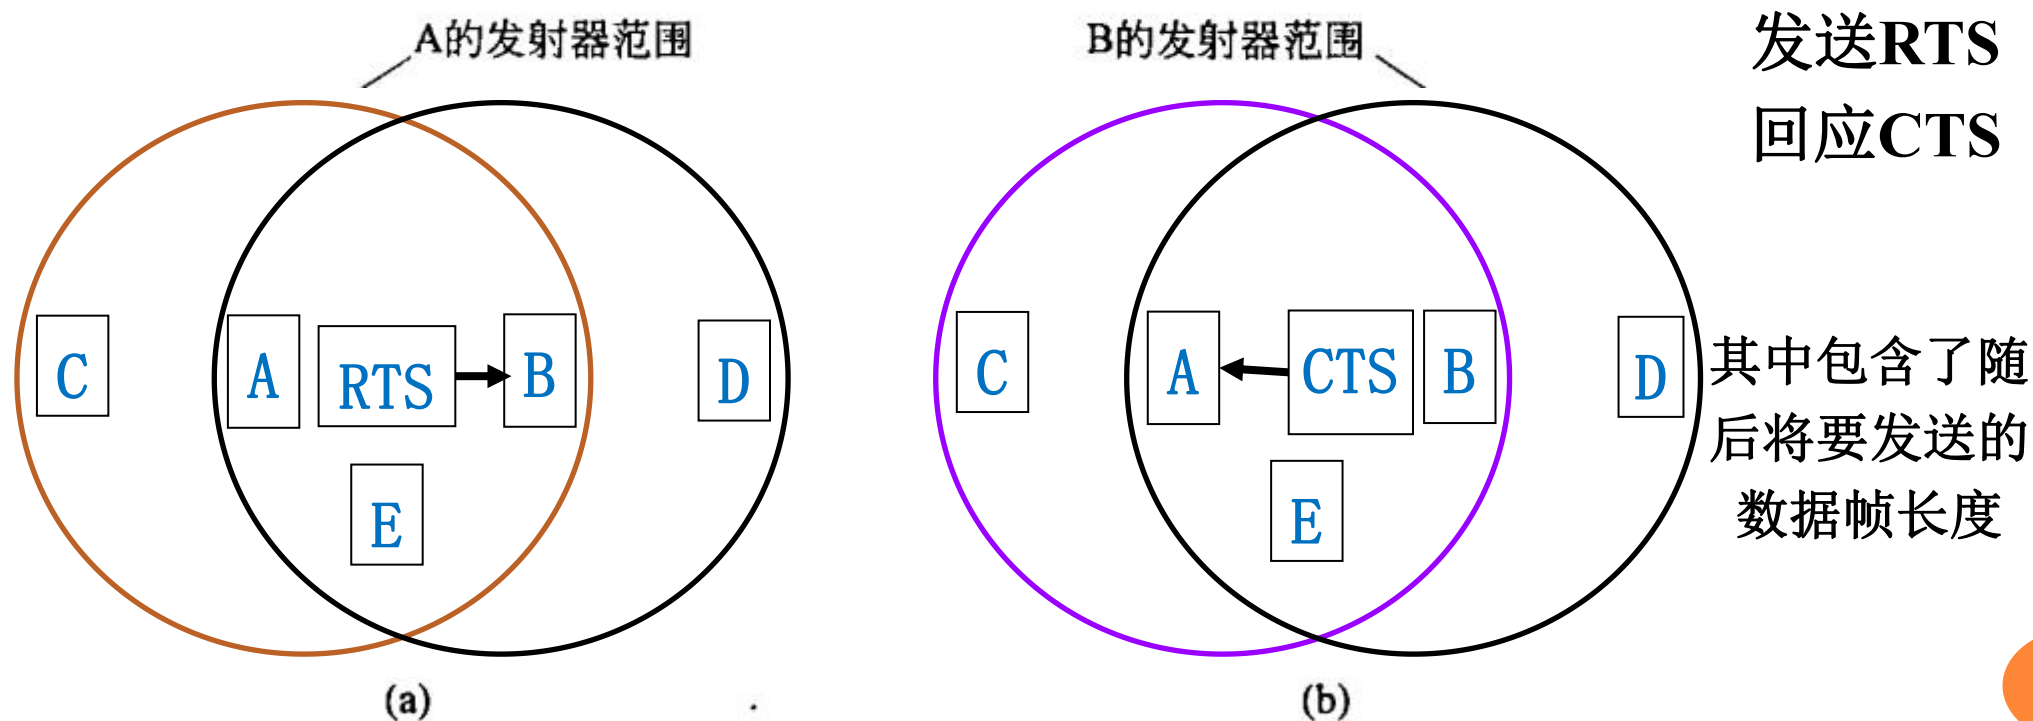 A的发射器范围
C
A
RTS
B
D
E
(a)
B的发射器范围
C
A
CTS
B
D
E
(b)
发送RTS
回应CTS
其中包含了随
后将要发送的
数据帧长度